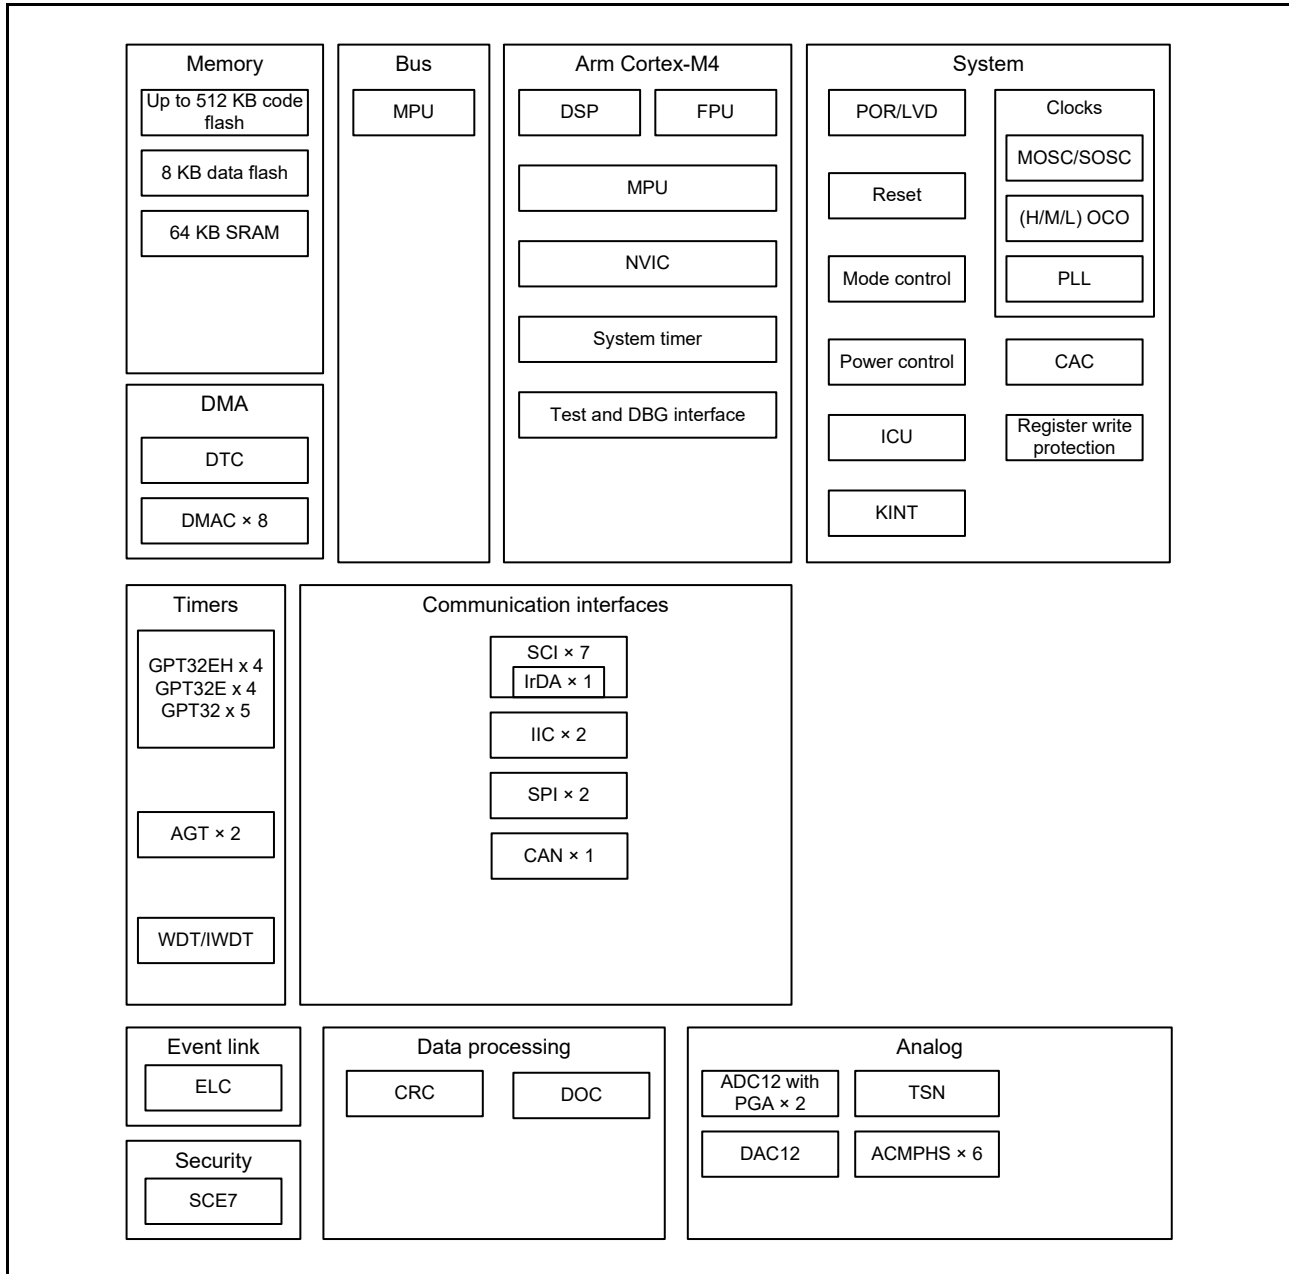 Memory
Up to 512 KB code
flash
8 KB data flash
64 KB SRAM
DMA
DTC
DMAC × 8
Bus
MPU
Arm Cortex-M4
DSP
FPU
MPU
NVIC
System timer
Test and DBG interface
System
POR/LVD
Reset
Mode control
Power control
ICU
KINT
Clocks
MOSC/SOSC
(H/M/L) OCO
PLL
CAC
Register write
protection
Timers
GPT32EH x 4
GPT32E x 4
GPT32 x 5
AGT × 2
WDT/IWDT
Communication interfaces
SCI × 7
IrDA × 1
IIC × 2
SPI × 2
CAN × 1
Event link
ELC
Security
SCE7
Data processing
CRC
DOC
Analog
ADC12 with
PGA × 2
TSN
DAC12
ACMPHS × 6